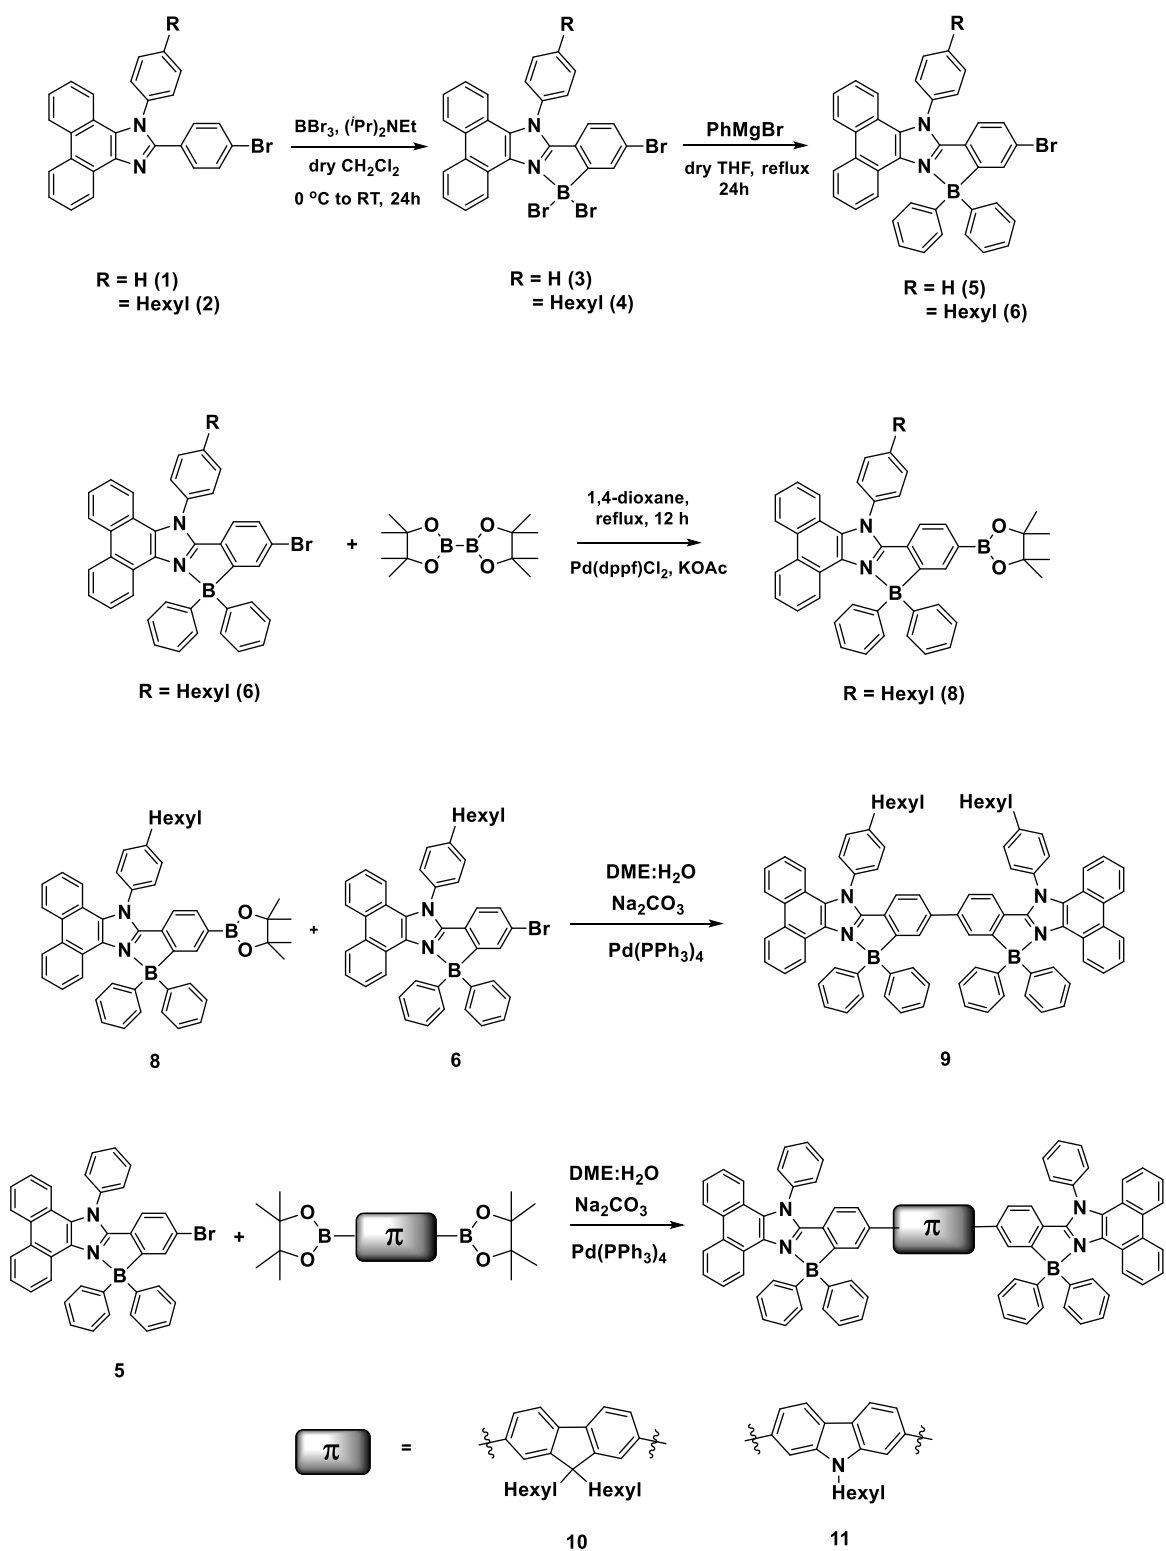 R
R
R
N
N
Br
BBr3, (iPr)2NEt
dry CH2Cl2
0 oC to RT, 24h
N
N
B
Br Br
Br
PhMgBr
dry THF, reflux
24h
N
N
B
Br
R = H (1)
= Hexyl (2)
R = H (3)
= Hexyl (4)
R = H (5)
= Hexyl (6)
R
N
N
B
Br
+
O
O
B
B
O
O
1,4-dioxane,
reflux, 12 h
Pd(dppf)Cl2, KOAc
R
N
N
B
B
O
O
R = Hexyl (6)
R = Hexyl (8)
Hexyl
N
N
B
B
O
O
+
Hexyl
N
N
B
Br
DME:H2O
Na2CO3
Pd(PPh3)4
Hexyl
Hexyl
N
N
B
N
N
B
8
6
9
N
N
B
Br
+
O
O
B
π
B
O
O
DME:H2O
Na2CO3
Pd(PPh3)4
N
N
B
π
N
N
B
5
π
=
Hexyl
Hexyl
N
Hexyl
10
11